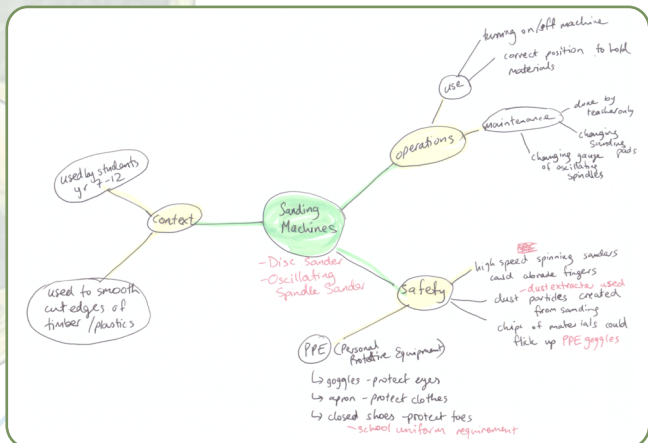 Sanding
Machines
-Disc Sander
-Oscillating
Spindle Sander
Context
used by students
yr 7-12
used to smooth
cut edges of
timber/plastics
operations
use
turning on/off machine
correct position to hold
materials
maintenance
done by
teacher only
changing
sanding pads
changing gauge
of oscillating
spindles
safety
high speed spinning sanders
could abrade fingers
-dust extractor used
dust particles created
from sanding
chips of materials could
flick up PPE goggles
PPE (Personal
Protective Equipment)
↳ goggles -protect eyes
↳ apron -protect clothes
↳ closed shoes -protect toes
-school uniform requirement